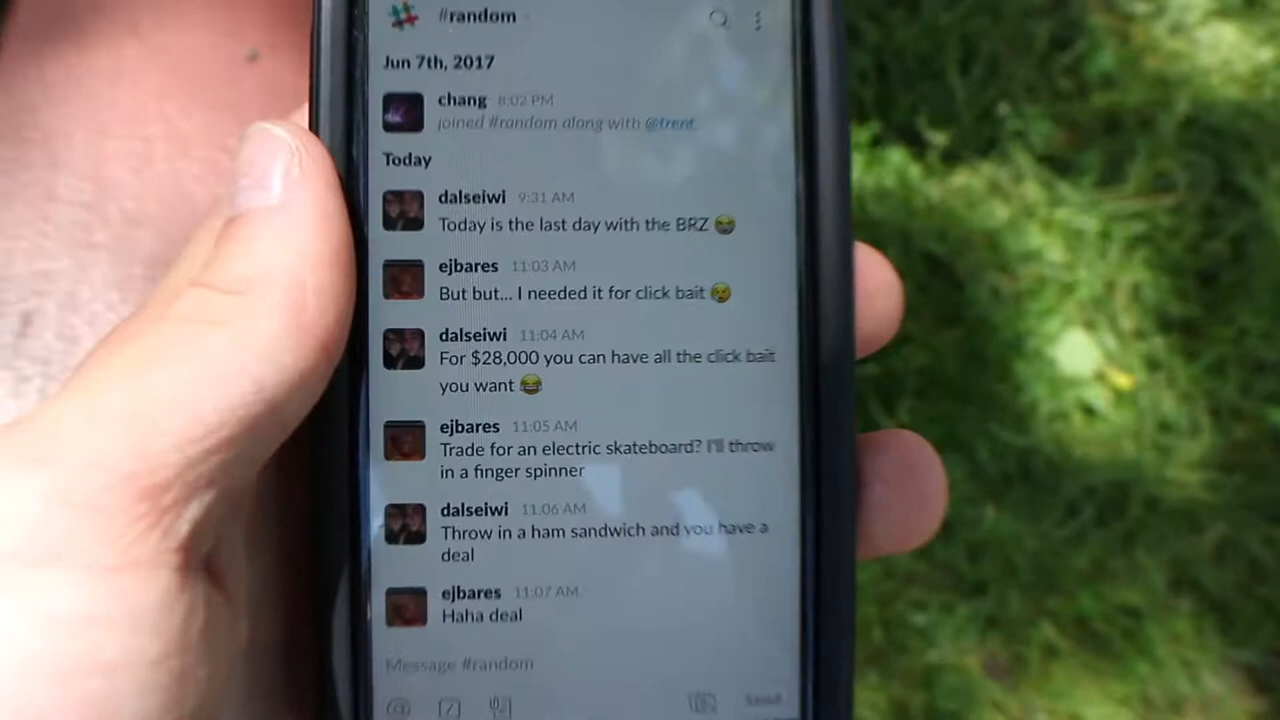 #random
Jun 7th, 2017
chang 8:02 PM
joined #random along with @trent
Today
dalseiwi 9:31 AM
Today is the last day with the BRZ 😭
ejbares 11:03 AM
But but... I needed it for click bait 😢
dalseiwi 11:04 AM
For $28,000 you can have all the click bait
you want 😂
ejbares 11:05 AM
Trade for an electric skateboard? I'll throw
in a finger spinner
dalseiwi 11:06 AM
Throw in a ham sandwich and you have a
deal
ejbares 11:07 AM
Haha deal
Message #random
@ / Send